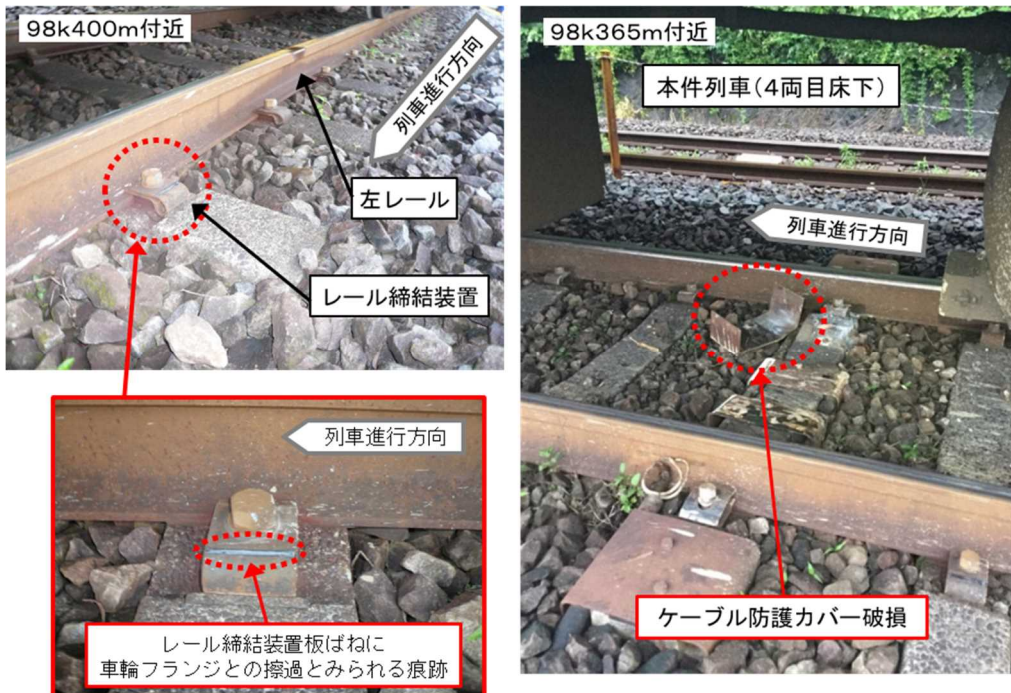 98k400m付近
列車進行方向
左レール
レール締結装置
列車進行方向
レール締結装置板ばねに
車輪フランジとの擦過とみられる痕跡
98k365m付近
本件列車(4両目床下)
列車進行方向
ケーブル防護カバー破損